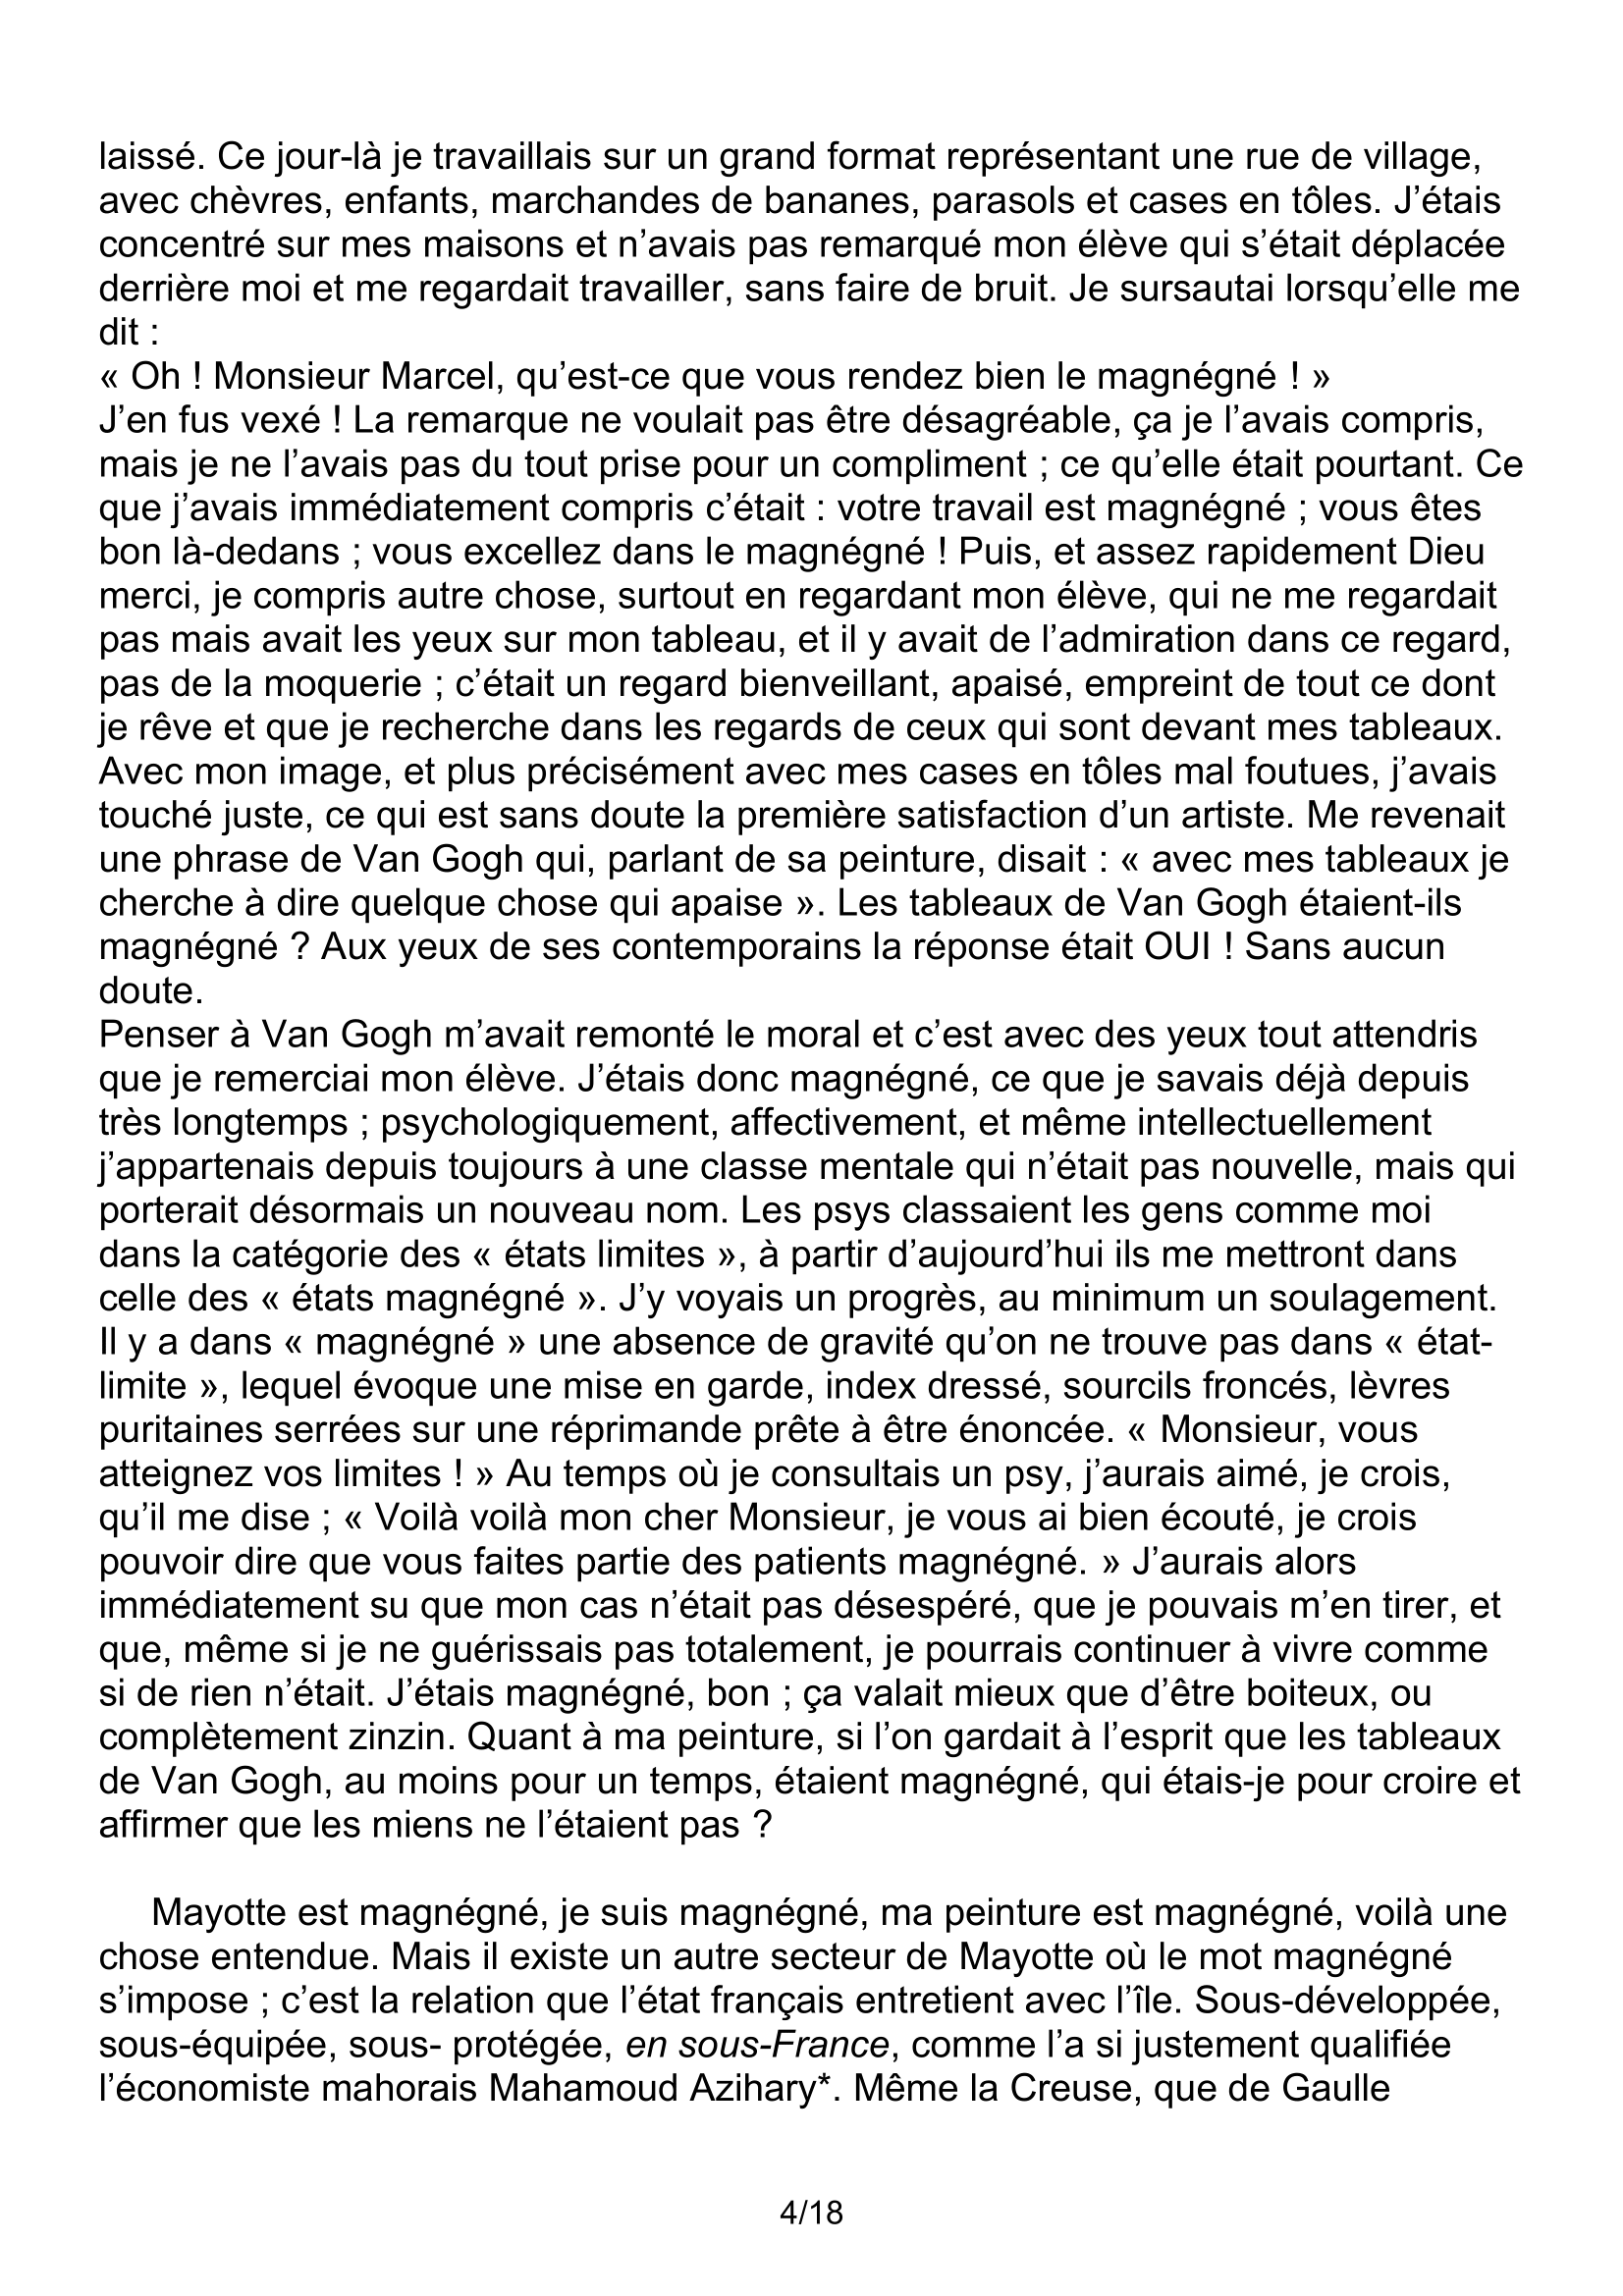 laissé. Ce jour-là je travaillais sur un grand format représentant une rue de village,
avec chèvres, enfants, marchandes de bananes, parasols et cases en tôles. J’étais
concentré sur mes maisons et n’avais pas remarqué mon élève qui s’était déplacée
derrière moi et me regardait travailler, sans faire de bruit. Je sursautai lorsqu’elle me
dit :
« Oh ! Monsieur Marcel, qu’est-ce que vous rendez bien le magnégné ! »
J’en fus vexé ! La remarque ne voulait pas être désagréable, ça je l’avais compris,
mais je ne l’avais pas du tout prise pour un compliment ; ce qu’elle était pourtant. Ce
que j’avais immédiatement compris c’était : votre travail est magnégné ; vous êtes
bon là-dedans ; vous excellez dans le magnégné ! Puis, et assez rapidement Dieu
merci, je compris autre chose, surtout en regardant mon élève, qui ne me regardait
pas mais avait les yeux sur mon tableau, et il y avait de l’admiration dans ce regard,
pas de la moquerie ; c’était un regard bienveillant, apaisé, empreint de tout ce dont
je rêve et que je recherche dans les regards de ceux qui sont devant mes tableaux.
Avec mon image, et plus précisément avec mes cases en tôles mal foutues, j’avais
touché juste, ce qui est sans doute la première satisfaction d’un artiste. Me revenait
une phrase de Van Gogh qui, parlant de sa peinture, disait : « avec mes tableaux je
cherche à dire quelque chose qui apaise ». Les tableaux de Van Gogh étaient-ils
magnégné ? Aux yeux de ses contemporains la réponse était OUI ! Sans aucun
doute.
Penser à Van Gogh m’avait remonté le moral et c’est avec des yeux tout attendris
que je remerciai mon élève. J’étais donc magnégné, ce que je savais déjà depuis
très longtemps ; psychologiquement, affectivement, et même intellectuellement
j’appartenais depuis toujours à une classe mentale qui n’était pas nouvelle, mais qui
porterait désormais un nouveau nom. Les psys classaient les gens comme moi
dans la catégorie des « états limites », à partir d’aujourd’hui ils me mettront dans
celle des « états magnégné ». J’y voyais un progrès, au minimum un soulagement.
Il y a dans « magnégné » une absence de gravité qu’on ne trouve pas dans « état-
limite », lequel évoque une mise en garde, index dressé, sourcils froncés, lèvres
puritaines serrées sur une réprimande prête à être énoncée. « Monsieur, vous
atteignez vos limites ! » Au temps où je consultais un psy, j’aurais aimé, je crois,
qu’il me dise ; « Voilà voilà mon cher Monsieur, je vous ai bien écouté, je crois
pouvoir dire que vous faites partie des patients magnégné. » J’aurais alors
immédiatement su que mon cas n’était pas désespéré, que je pouvais m’en tirer, et
que, même si je ne guérissais pas totalement, je pourrais continuer à vivre comme
si de rien n’était. J’étais magnégné, bon ; ça valait mieux que d’être boiteux, ou
complètement zinzin. Quant à ma peinture, si l’on gardait à l’esprit que les tableaux
de Van Gogh, au moins pour un temps, étaient magnégné, qui étais-je pour croire et
affirmer que les miens ne l’étaient pas ?
Mayotte est magnégné, je suis magnégné, ma peinture est magnégné, voilà une
chose entendue. Mais il existe un autre secteur de Mayotte où le mot magnégné
s’impose ; c’est la relation que l’état français entretient avec l’île. Sous-développée,
sous-équipée, sous- protégée, en sous-France, comme l’a si justement qualifiée
l’économiste mahorais Mahamoud Azihary*. Même la Creuse, que de Gaulle
4/18